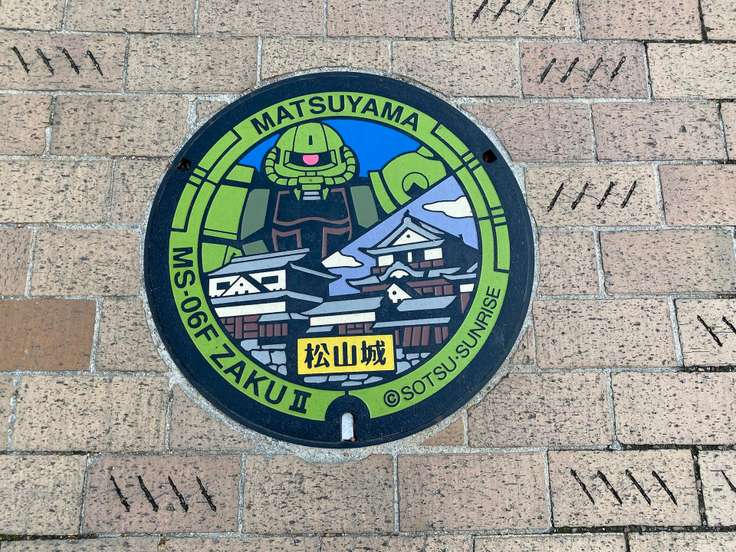 MATSUYAMA
MS-06F ZAKU II
松山城
©SOTSU·SUNRISE